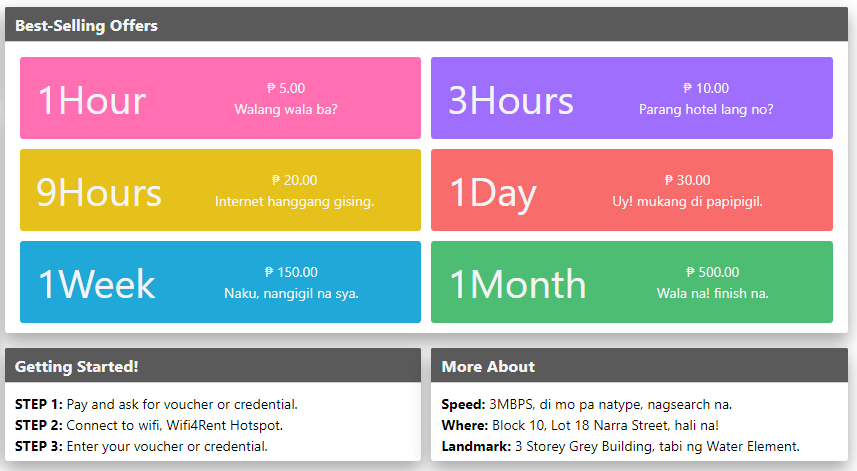 Best-Selling Offers
1Hour
₱ 5.00
Walang wala ba?
3Hours
₱ 10.00
Parang hotel lang no?
9Hours
₱ 20.00
Internet hanggang gising.
1Day
₱ 30.00
Uy! mukang di papipigil.
1Week
₱ 150.00
Naku, nangigil na sya.
1Month
₱ 500.00
Wala na! finish na.
Getting Started!
STEP 1: Pay and ask for voucher or credential.
STEP 2: Connect to wifi, Wifi4Rent Hotspot.
STEP 3: Enter your voucher or credential.
More About
Speed: 3MBPS, di mo pa natype, nagsearch na.
Where: Block 10, Lot 18 Narra Street, hali na!
Landmark: 3 Storey Grey Building, tabi ng Water Element.